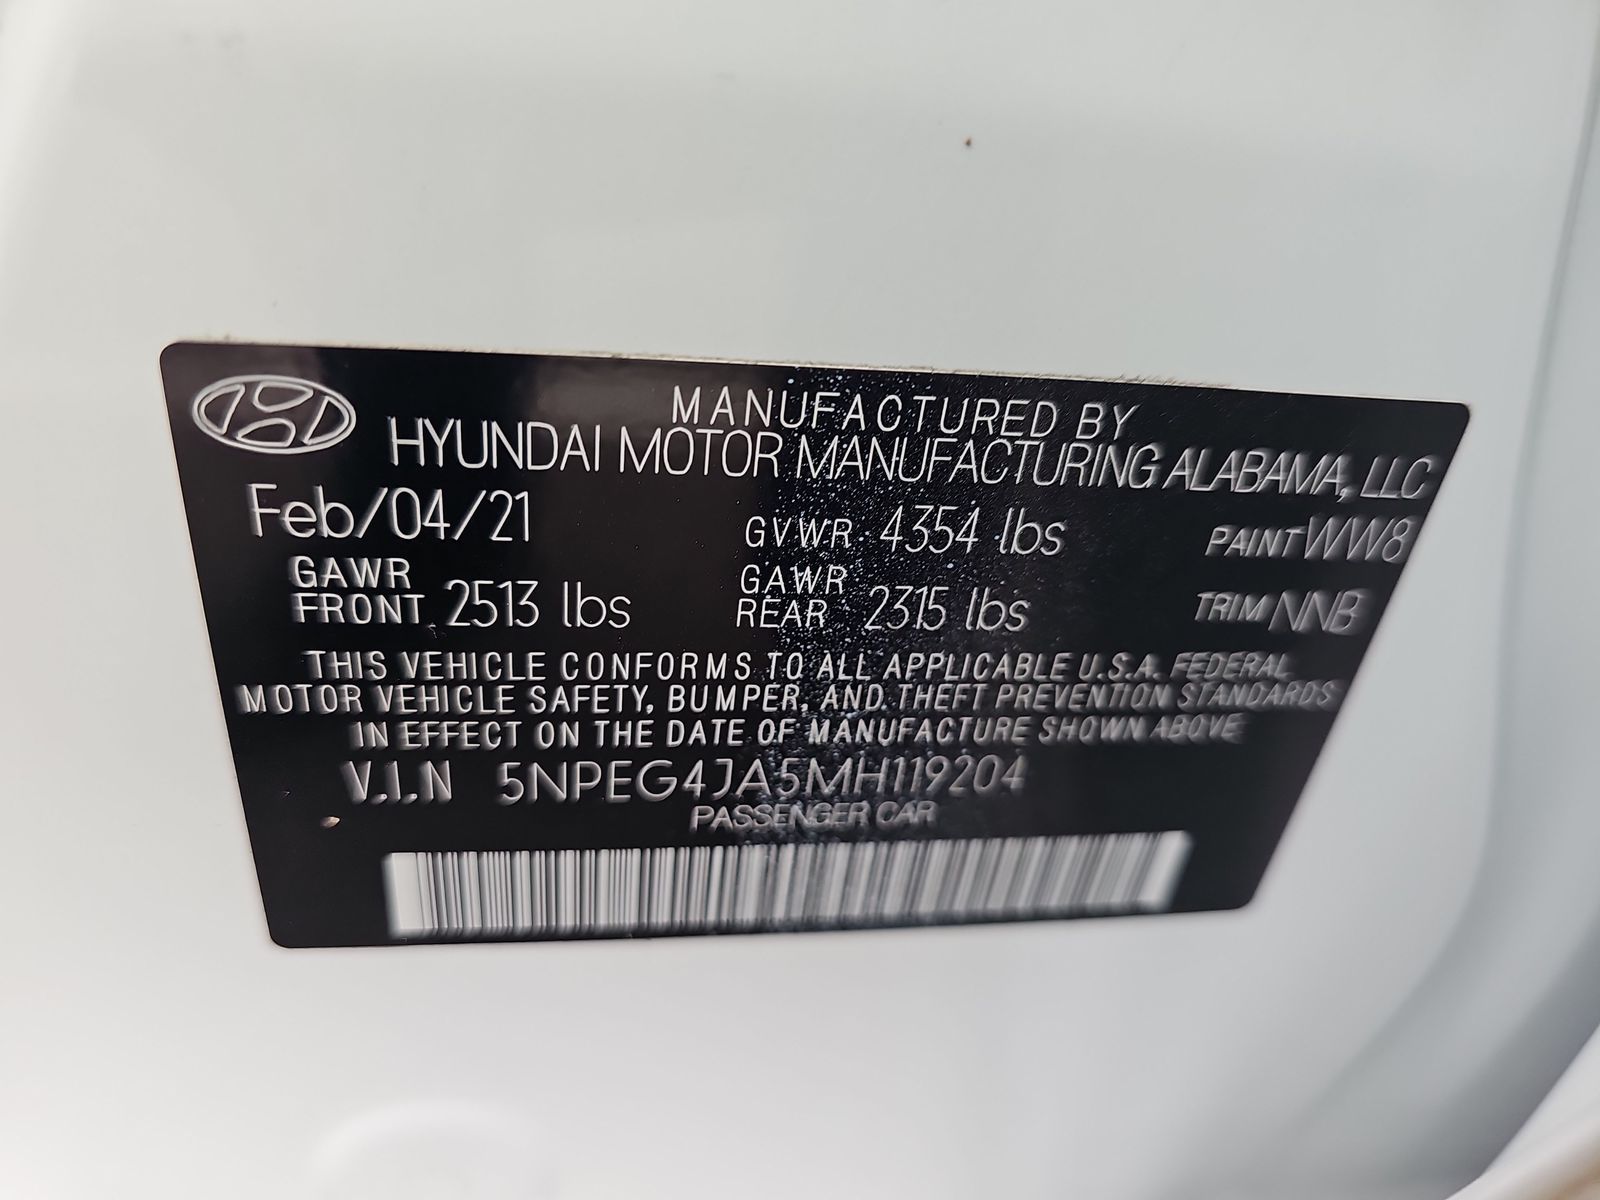 MANUFACTURED BY
HYUNDAI MOTOR MANUFACTURING ALABAMA, LLC
Feb/04/21 GVWR 4354 lbs PAINT WW8
GAWR FRONT 2513 lbs GAWR REAR 2315 lbs TRIM NNB
THIS VEHICLE CONFORMS TO ALL APPLICABLE U.S.A. FEDERAL
MOTOR VEHICLE SAFETY, BUMPER, AND THEFT PREVENTION STANDARDS
IN EFFECT ON THE DATE OF MANUFACTURE SHOWN ABOVE
V.I.N 5NPEG4JA5MH119204
PASSENGER CAR